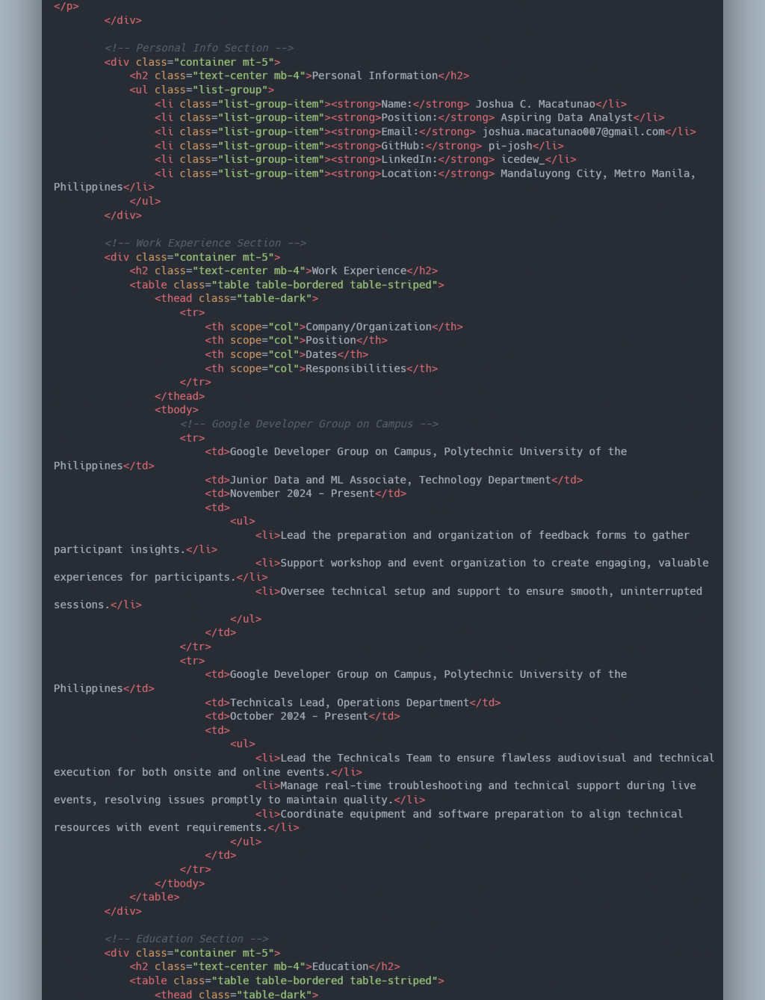 </p>
</div>
<!-- Personal Info Section -->
<div class="container mt-5">
<h2 class="text-center mb-4">Personal Information</h2>
<ul class="list-group">
<li class="list-group-item"><strong>Name:</strong> Joshua C. Macatunao</li>
<li class="list-group-item"><strong>Position:</strong> Aspiring Data Analyst</li>
<li class="list-group-item"><strong>Email:</strong> joshua.macatunao007@gmail.com</li>
<li class="list-group-item"><strong>GitHub:</strong> pi-josh</li>
<li class="list-group-item"><strong>LinkedIn:</strong> icedew_</li>
<li class="list-group-item"><strong>Location:</strong> Mandaluyong City, Metro Manila,
Philippines</li>
</ul>
</div>
<!-- Work Experience Section -->
<div class="container mt-5">
<h2 class="text-center mb-4">Work Experience</h2>
<table class="table table-bordered table-striped">
<thead class="table-dark">
<tr>
<th scope="col">Company/Organization</th>
<th scope="col">Position</th>
<th scope="col">Dates</th>
<th scope="col">Responsibilities</th>
</tr>
</thead>
<tbody>
<!-- Google Developer Group on Campus -->
<tr>
<td>Google Developer Group on Campus, Polytechnic University of the
Philippines</td>
<td>Junior Data and ML Associate, Technology Department</td>
<td>November 2024 - Present</td>
<td>
<ul>
<li>Lead the preparation and organization of feedback forms to gather
participant insights.</li>
<li>Support workshop and event organization to create engaging, valuable
experiences for participants.</li>
<li>Oversee technical setup and support to ensure smooth, uninterrupted
sessions.</li>
</ul>
</td>
</tr>
<tr>
<td>Google Developer Group on Campus, Polytechnic University of the
Philippines</td>
<td>Technicals Lead, Operations Department</td>
<td>October 2024 - Present</td>
<td>
<ul>
<li>Lead the Technicals Team to ensure flawless audiovisual and technical
execution for both onsite and online events.</li>
<li>Manage real-time troubleshooting and technical support during live
events, resolving issues promptly to maintain quality.</li>
<li>Coordinate equipment and software preparation to align technical
resources with event requirements.</li>
</ul>
</td>
</tr>
</tbody>
</table>
</div>
<!-- Education Section -->
<div class="container mt-5">
<h2 class="text-center mb-4">Education</h2>
<table class="table table-bordered table-striped">
<thead class="table-dark">